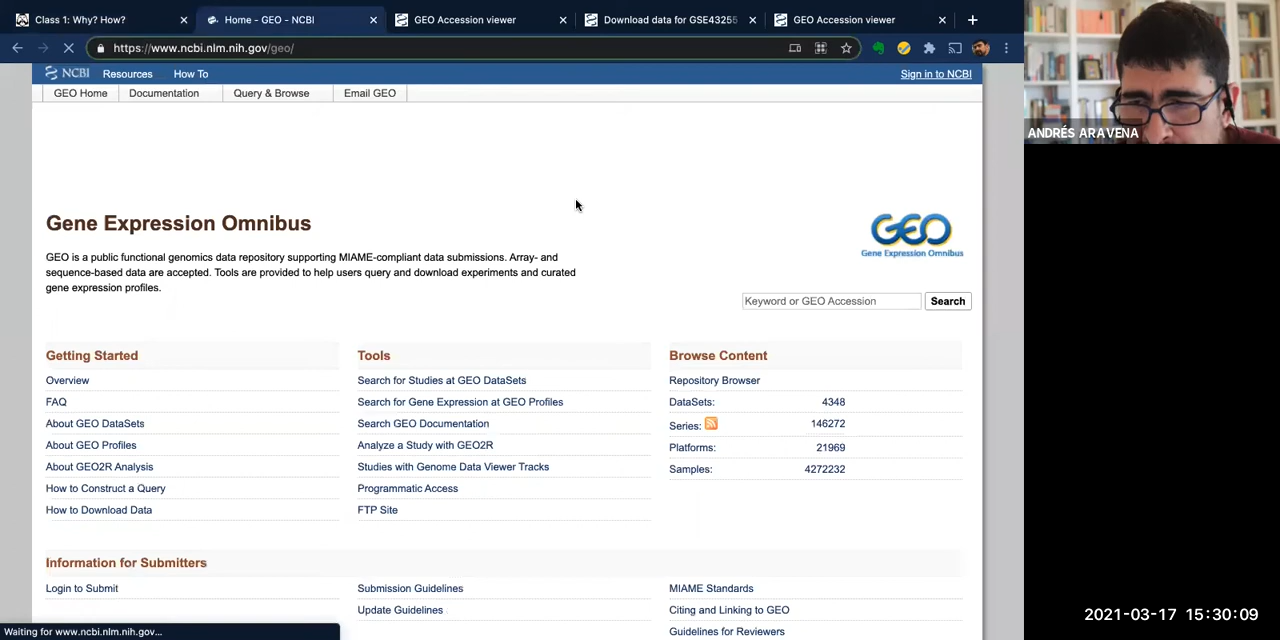 Class 1: Why? How?
Home - GEO - NCBI
GEO Accession viewer
Download data for GSE43255
GEO Accession viewer
https://www.ncbi.nlm.nih.gov/geo/
NCBI Resources How To Sign in to NCBI
GEO Home Documentation Query & Browse Email GEO
Gene Expression Omnibus
GEO is a public functional genomics data repository supporting MIAME-compliant data submissions. Array- and
sequence-based data are accepted. Tools are provided to help users query and download experiments and curated
gene expression profiles.
GEO
Gene Expression Omnibus
Keyword or GEO Accession Search
Getting Started
Overview
FAQ
About GEO DataSets
About GEO Profiles
About GEO2R Analysis
How to Construct a Query
How to Download Data
Tools
Search for Studies at GEO DataSets
Search for Gene Expression at GEO Profiles
Search GEO Documentation
Analyze a Study with GEO2R
Studies with Genome Data Viewer Tracks
Programmatic Access
FTP Site
Browse Content
Repository Browser
DataSets: 4348
Series: 146272
Platforms: 21969
Samples: 4272232
Information for Submitters
Login to Submit
Submission Guidelines
Update Guidelines
MIAME Standards
Citing and Linking to GEO
Guidelines for Reviewers
Waiting for www.ncbi.nlm.nih.gov...
ANDRÉS ARAVENA
2021-03-17 15:30:09